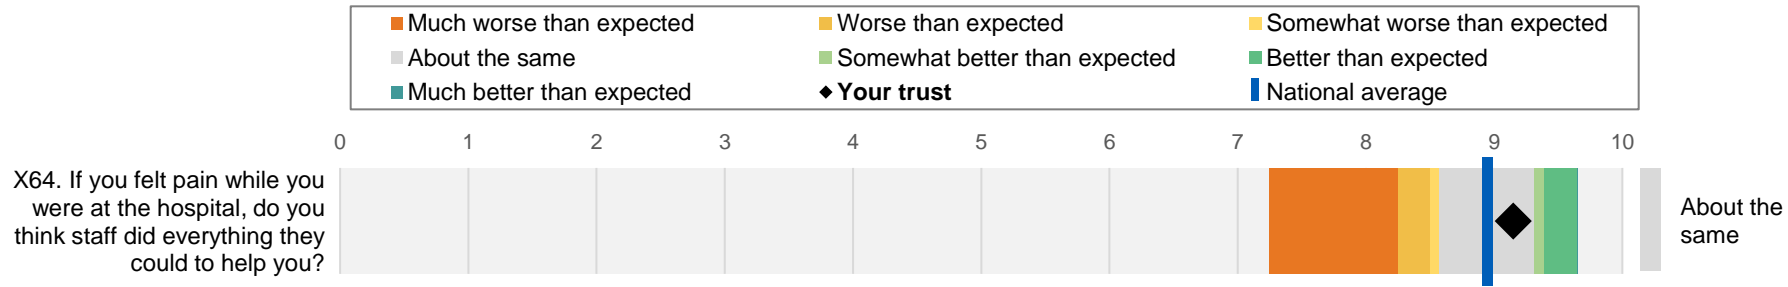 Much worse than expected
Worse than expected
Somewhat worse than expected
About the same
Somewhat better than expected
Better than expected
Much better than expected
Your trust
National average
0 1 2 3 4 5 6 7 8 9 10
X64. If you felt pain while you
were at the hospital, do you
think staff did everything they
could to help you?
About the
same